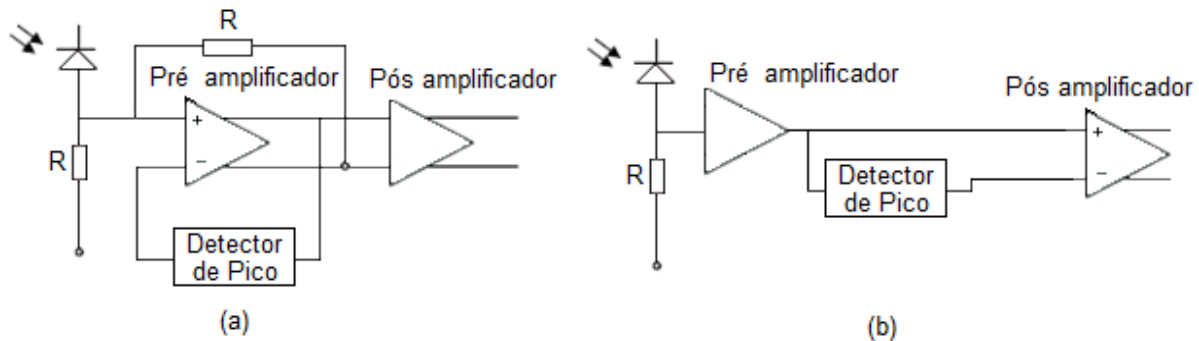 R
Pré amplificador
Pós amplificador
R
+
−
Detector
de Pico
(a)
Pré amplificador
Pós amplificador
R
+
−
Detector
de Pico
(b)